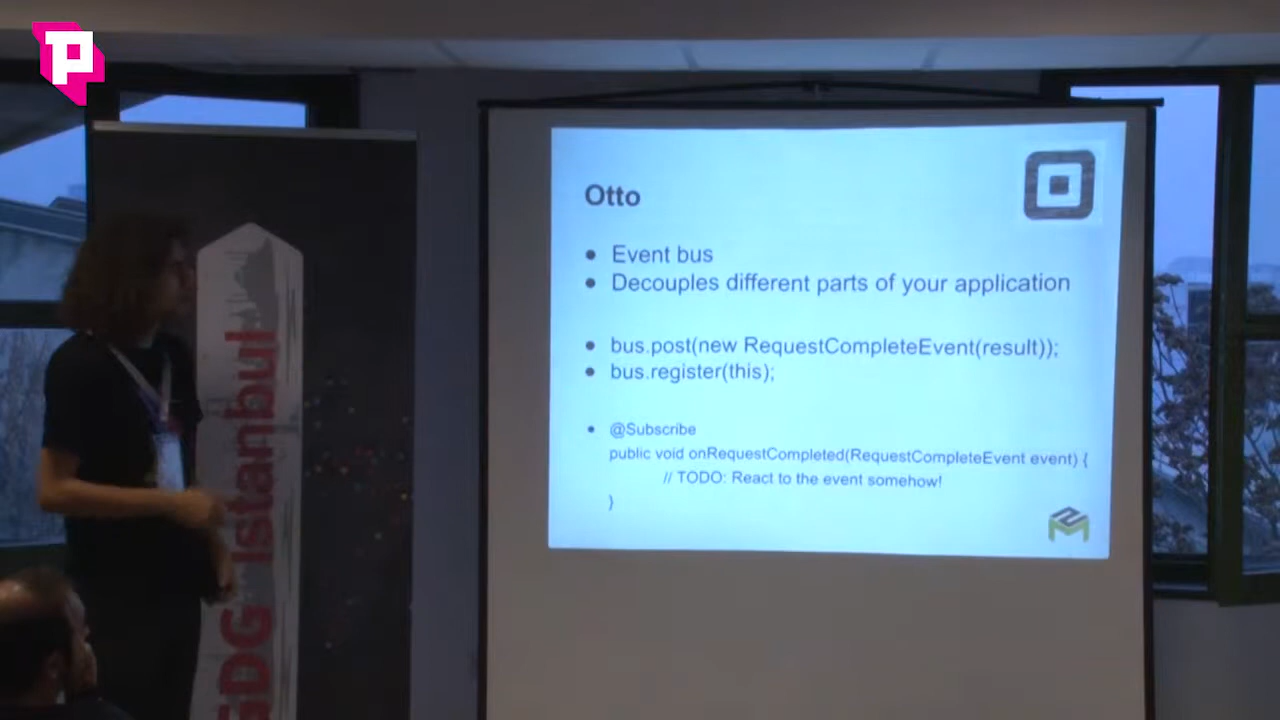 P
GDG Istanbul
Otto
• Event bus
• Decouples different parts of your application
• bus.post(new RequestCompleteEvent(result));
• bus.register(this);
• @Subscribe
public void onRequestCompleted(RequestCompleteEvent event) {
// TODO: React to the event somehow!
}